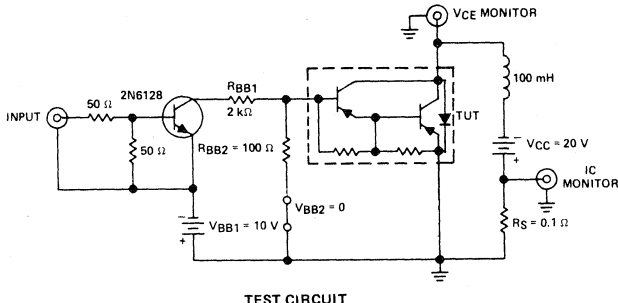 VCE MONITOR
2N6128
RBB1
2 kΩ
100 mH
50 Ω
INPUT
TUT
50 Ω
RBB2 = 100 Ω
VCC = 20 V
-
+
IC
MONITOR
VBB2 = 0
-
VBB1 = 10 V
+
RS = 0.1 Ω
TEST CIRCUIT